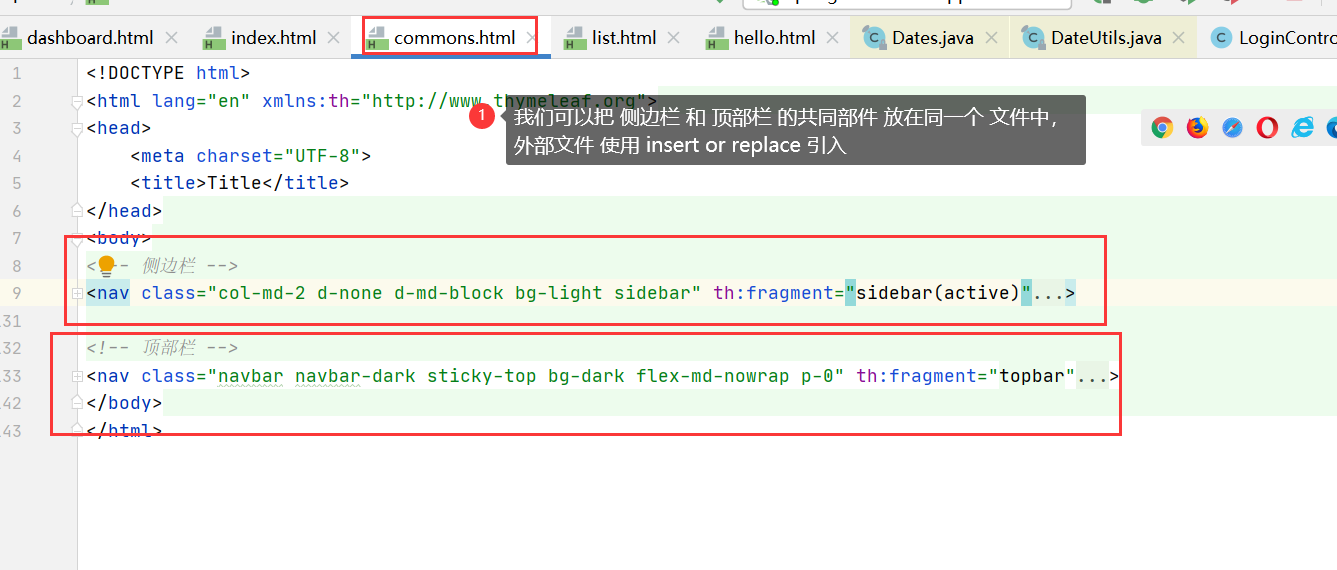 dashboard.html
index.html
commons.html
list.html
hello.html
Dates.java
DateUtils.java
LoginContro
1 <!DOCTYPE html>
2 <html lang="en" xmlns:th="http://www.thymeleaf.org">
1 我们可以把 侧边栏 和 顶部栏 的共同部件 放在同一个 文件中，
外部文件 使用 insert or replace 引入
3 <head>
4 <meta charset="UTF-8">
5 <title>Title</title>
6 </head>
7 <body>
8 <!-- 侧边栏 -->
9 <nav class="col-md-2 d-none d-md-block bg-light sidebar" th:fragment="sidebar(active)"...>
31
32 <!-- 顶部栏 -->
33 <nav class="navbar navbar-dark sticky-top bg-dark flex-md-nowrap p-0" th:fragment="topbar"...>
42 </body>
43 </html>